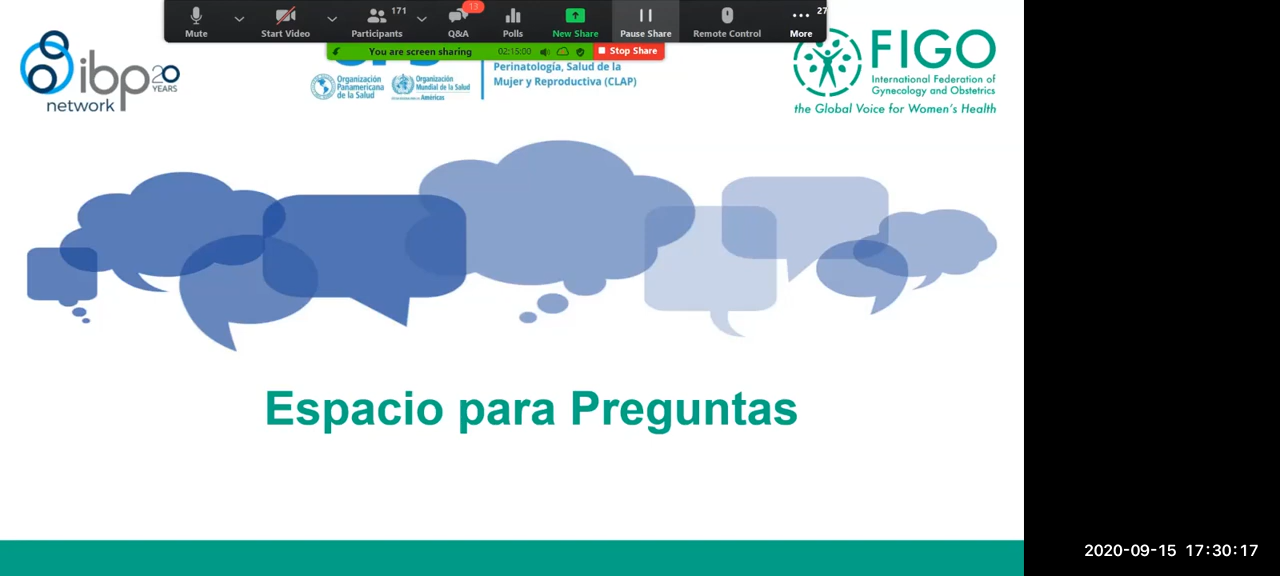 Mute
Start Video
Participants
171
Q&A
13
Polls
New Share
Pause Share
Remote Control
More
27
You are screen sharing
02:15:00
Stop Share
ibp
20 YEARS
network
Organización
Panamericana
de la Salud
Organización
Mundial de la Salud
Américas
Perinatología, Salud de la
Mujer y Reproductiva (CLAP)
FIGO
International Federation of
Gynecology and Obstetrics
the Global Voice for Women's Health
Espacio para Preguntas
2020-09-15 17:30:17